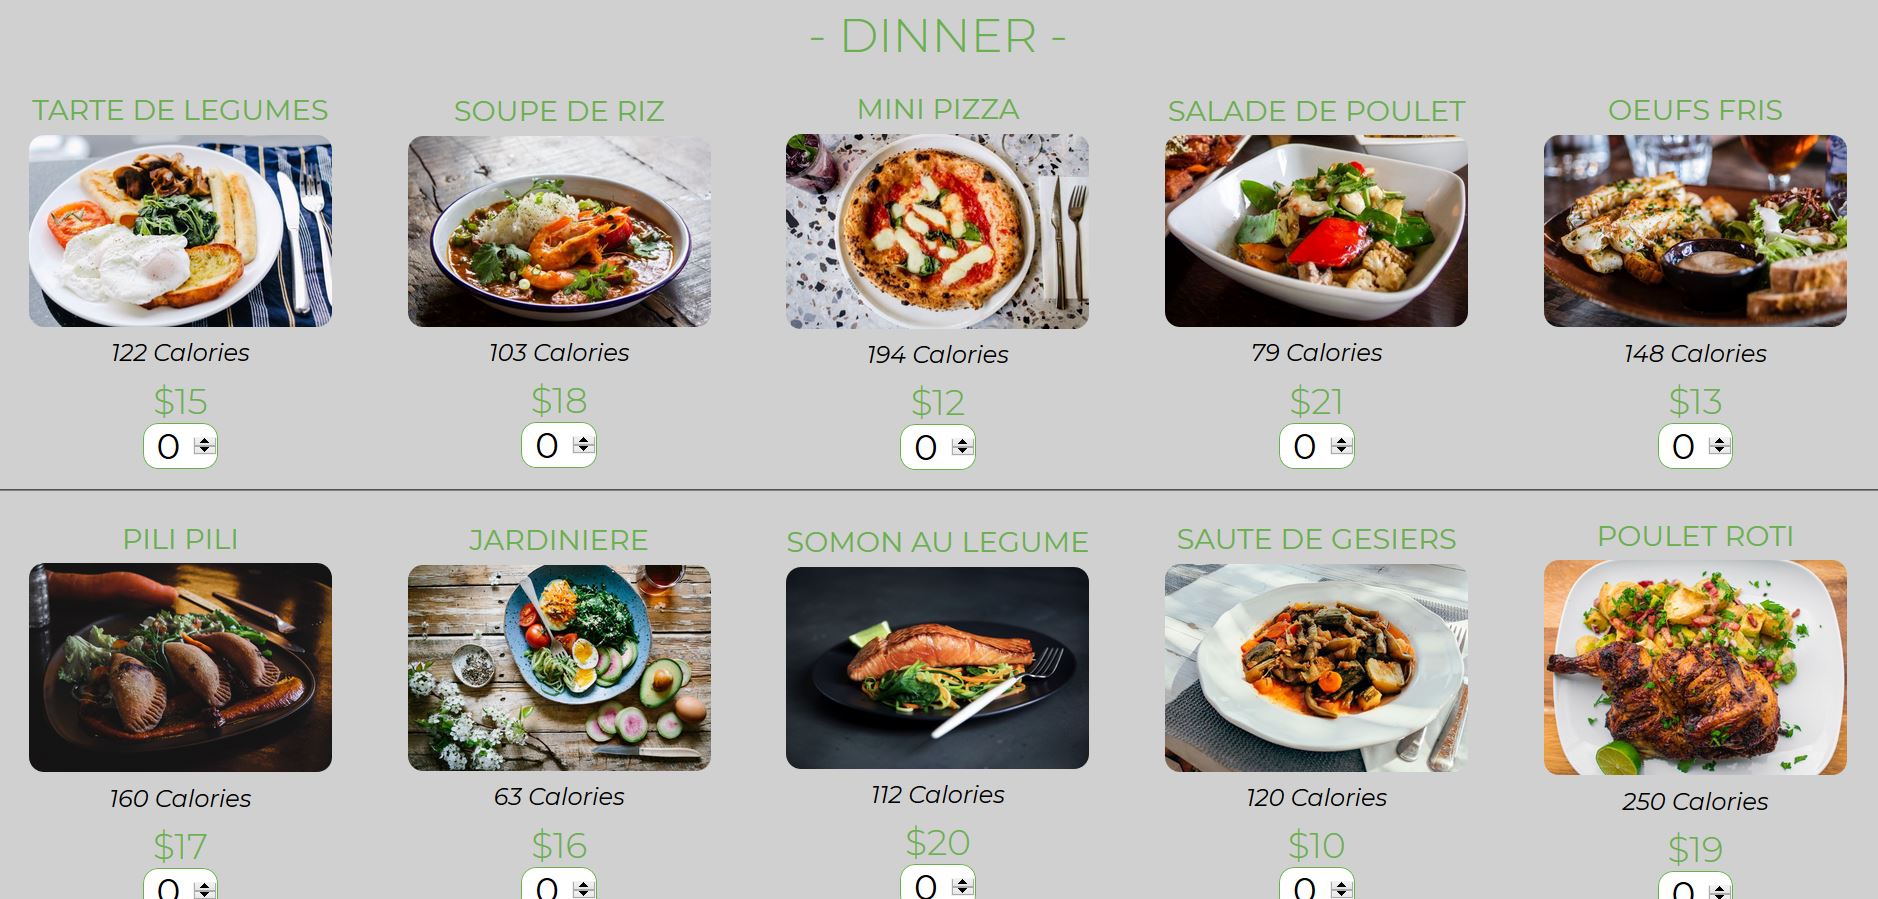 - DINNER -
TARTE DE LEGUMES
SOUPE DE RIZ
MINI PIZZA
SALADE DE POULET
OEUFS FRIS
122 Calories
103 Calories
194 Calories
79 Calories
148 Calories
$15
$18
$12
$21
$13
0
0
0
0
0
PILI PILI
JARDINIERE
SOMON AU LEGUME
SAUTE DE GESIERS
POULET ROTI
160 Calories
63 Calories
112 Calories
120 Calories
250 Calories
$17
$16
$20
$10
$19
0
0
0
0
0